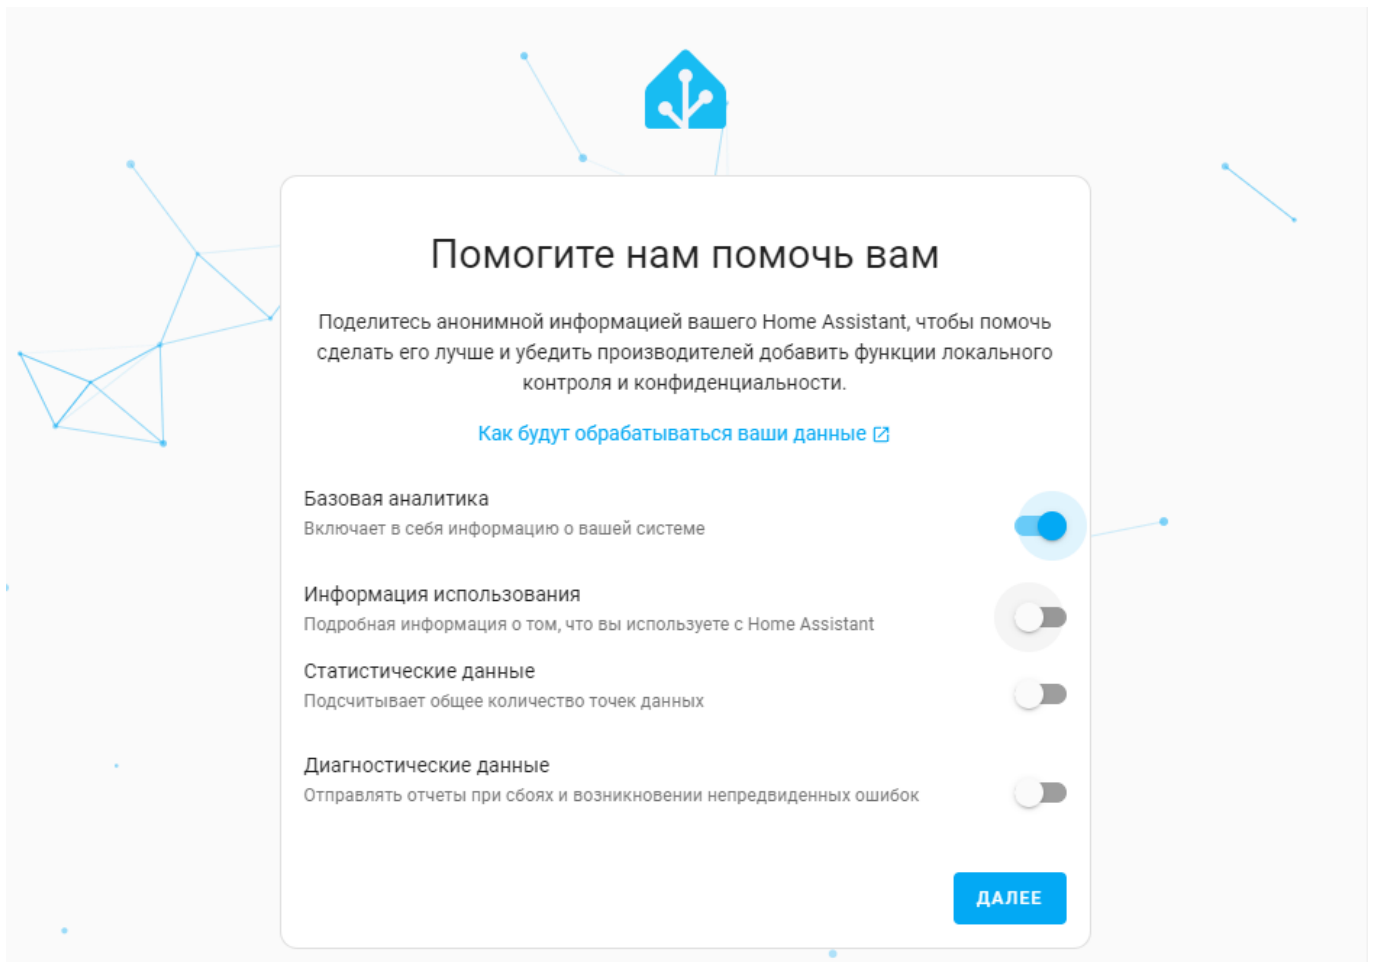 Помогите нам помочь вам
Поделитесь анонимной информацией вашего Home Assistant, чтобы помочь
сделать его лучше и убедить производителей добавить функции локального
контроля и конфиденциальности.
Как будут обрабатываться ваши данные
Базовая аналитика
Включает в себя информацию о вашей системе
Информация использования
Подробная информация о том, что вы используете с Home Assistant
Статистические данные
Подсчитывает общее количество точек данных
Диагностические данные
Отправлять отчеты при сбоях и возникновении непредвиденных ошибок
ДАЛЕЕ